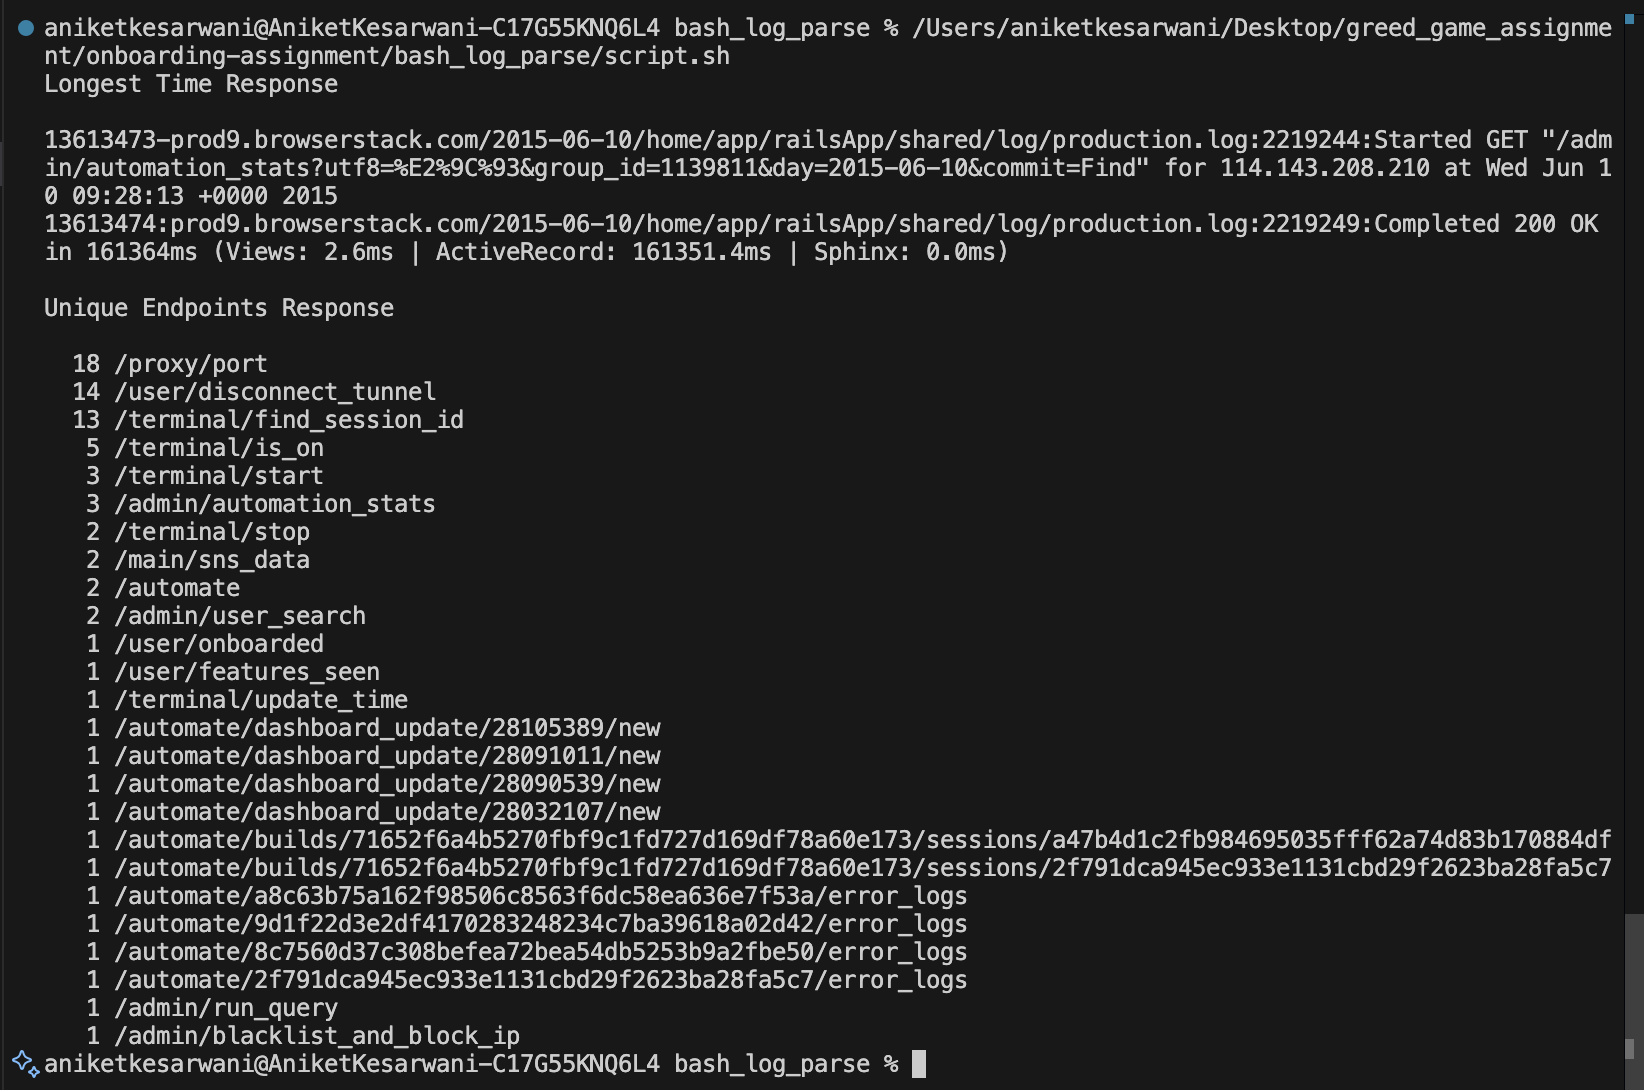 aniketkesarwani@AniketKesarwani-C17G55KNQ6L4 bash_log_parse % /Users/aniketkesarwani/Desktop/greed_game_assignme
nt/onboarding-assignment/bash_log_parse/script.sh
Longest Time Response
13613473-prod9.browserstack.com/2015-06-10/home/app/railsApp/shared/log/production.log:2219244:Started GET "/adm
in/automation_stats?utf8=%E2%9C%93&group_id=1139811&day=2015-06-10&commit=Find" for 114.143.208.210 at Wed Jun 1
0 09:28:13 +0000 2015
13613474:prod9.browserstack.com/2015-06-10/home/app/railsApp/shared/log/production.log:2219249:Completed 200 OK
in 161364ms (Views: 2.6ms | ActiveRecord: 161351.4ms | Sphinx: 0.0ms)
Unique Endpoints Response
18 /proxy/port
14 /user/disconnect_tunnel
13 /terminal/find_session_id
5 /terminal/is_on
3 /terminal/start
3 /admin/automation_stats
2 /terminal/stop
2 /main/sns_data
2 /automate
2 /admin/user_search
1 /user/onboarded
1 /user/features_seen
1 /terminal/update_time
1 /automate/dashboard_update/28105389/new
1 /automate/dashboard_update/28091011/new
1 /automate/dashboard_update/28090539/new
1 /automate/dashboard_update/28032107/new
1 /automate/builds/71652f6a4b5270fbf9c1fd727d169df78a60e173/sessions/a47b4d1c2fb984695035fff62a74d83b170884df
1 /automate/builds/71652f6a4b5270fbf9c1fd727d169df78a60e173/sessions/2f791dca945ec933e1131cbd29f2623ba28fa5c7
1 /automate/a8c63b75a162f98506c8563f6dc58ea636e7f53a/error_logs
1 /automate/9d1f22d3e2df4170283248234c7ba39618a02d42/error_logs
1 /automate/8c7560d37c308befea72bea54db5253b9a2fbe50/error_logs
1 /automate/2f791dca945ec933e1131cbd29f2623ba28fa5c7/error_logs
1 /admin/run_query
1 /admin/blacklist_and_block_ip
aniketkesarwani@AniketKesarwani-C17G55KNQ6L4 bash_log_parse %